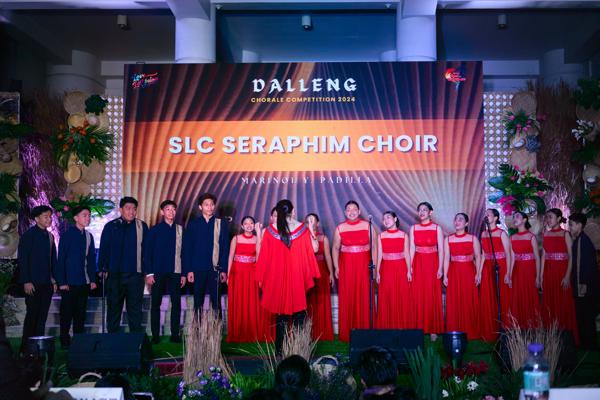 DALLENG
CHORALE COMPETITION 2024
SLC SERAPHIM CHOIR
MARINOL Y. PADILLA